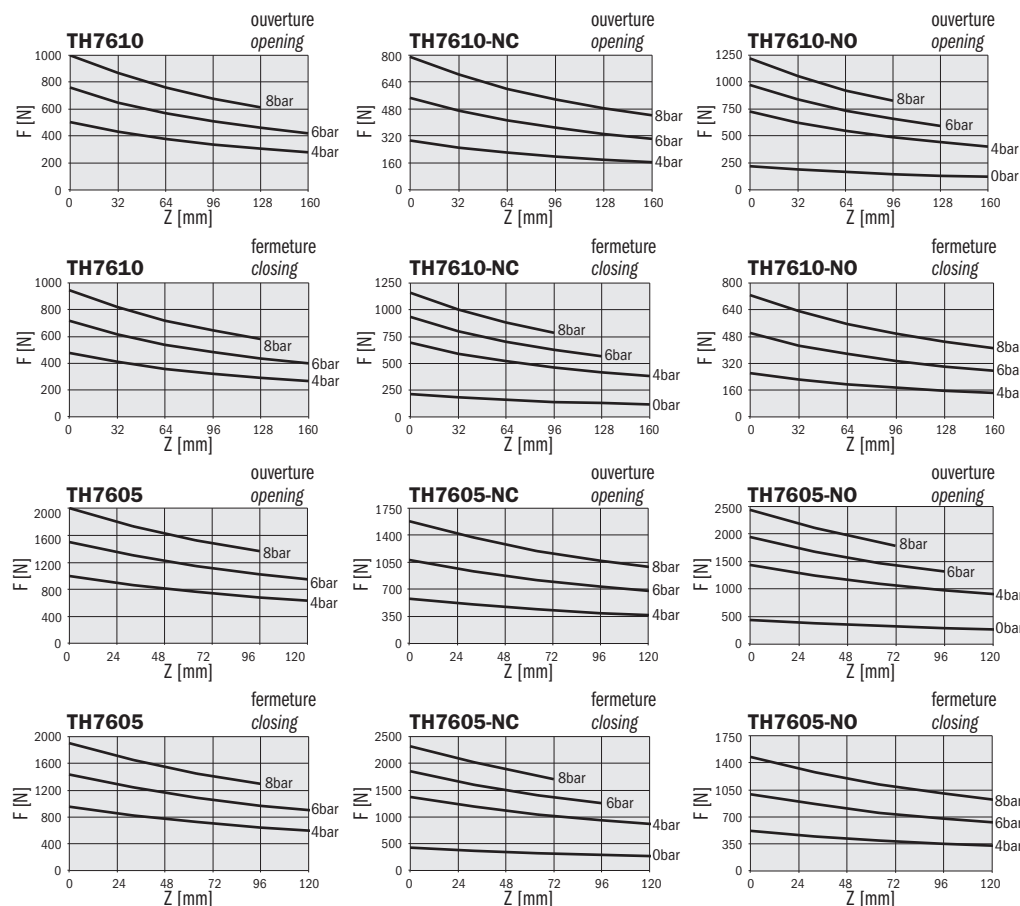 ouverture
TH7610 opening
F [N]
1000
800
600
400
200
0
8bar
6bar
4bar
0 32 64 96 128 160
Z [mm]
ouverture
TH7610-NC opening
F [N]
800
640
480
320
160
0
8bar
6bar
4bar
0 32 64 96 128 160
Z [mm]
ouverture
TH7610-NO opening
F [N]
1250
1000
750
500
250
0
8bar
6bar
4bar
0bar
0 32 64 96 128 160
Z [mm]
fermeture
TH7610 closing
F [N]
1000
800
600
400
200
0
8bar
6bar
4bar
0 32 64 96 128 160
Z [mm]
fermeture
TH7610-NC closing
F [N]
1250
1000
750
500
250
0
8bar
6bar
4bar
0bar
0 32 64 96 128 160
Z [mm]
fermeture
TH7610-NO closing
F [N]
800
640
480
320
160
0
8bar
6bar
4bar
0 32 64 96 128 160
Z [mm]
ouverture
TH7605 opening
F [N]
2000
1600
1200
800
400
0
8bar
6bar
4bar
0 24 48 72 96 120
Z [mm]
ouverture
TH7605-NC opening
F [N]
1750
1400
1050
700
350
0
8bar
6bar
4bar
0 24 48 72 96 120
Z [mm]
ouverture
TH7605-NO opening
F [N]
2500
2000
1500
1000
500
0
8bar
6bar
4bar
0bar
0 24 48 72 96 120
Z [mm]
fermeture
TH7605 closing
F [N]
2000
1600
1200
800
400
0
8bar
6bar
4bar
0 24 48 72 96 120
Z [mm]
fermeture
TH7605-NC closing
F [N]
2500
2000
1500
1000
500
0
8bar
6bar
4bar
0bar
0 24 48 72 96 120
Z [mm]
fermeture
TH7605-NO closing
F [N]
1750
1400
1050
700
350
0
8bar
6bar
4bar
0 24 48 72 96 120
Z [mm]